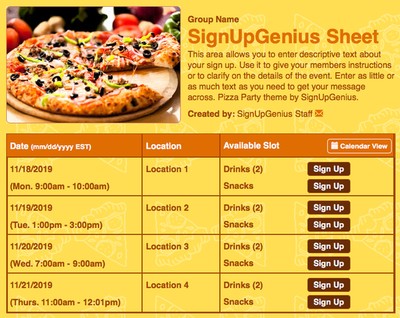 Group Name
SignUpGenius Sheet
This area allows you to enter descriptive text about
your sign up. Use it to give your members instructions
or to clarify on the details of the event. Enter as little or
as much text as you need to get your message
across. Pizza Party theme by SignUpGenius.
Created by: SignUpGenius Staff
Date (mm/dd/yyyy EST) Location Available Slot Calendar View
11/18/2019 Location 1 Drinks (2) Sign Up
(Mon. 9:00am - 10:00am) Snacks Sign Up
11/19/2019 Location 2 Drinks (2) Sign Up
(Tue. 1:00pm - 3:00pm) Snacks Sign Up
11/20/2019 Location 3 Drinks (2) Sign Up
(Wed. 7:00am - 9:00am) Snacks Sign Up
11/21/2019 Location 4 Drinks (2) Sign Up
(Thurs. 11:00am - 12:01pm) Snacks Sign Up